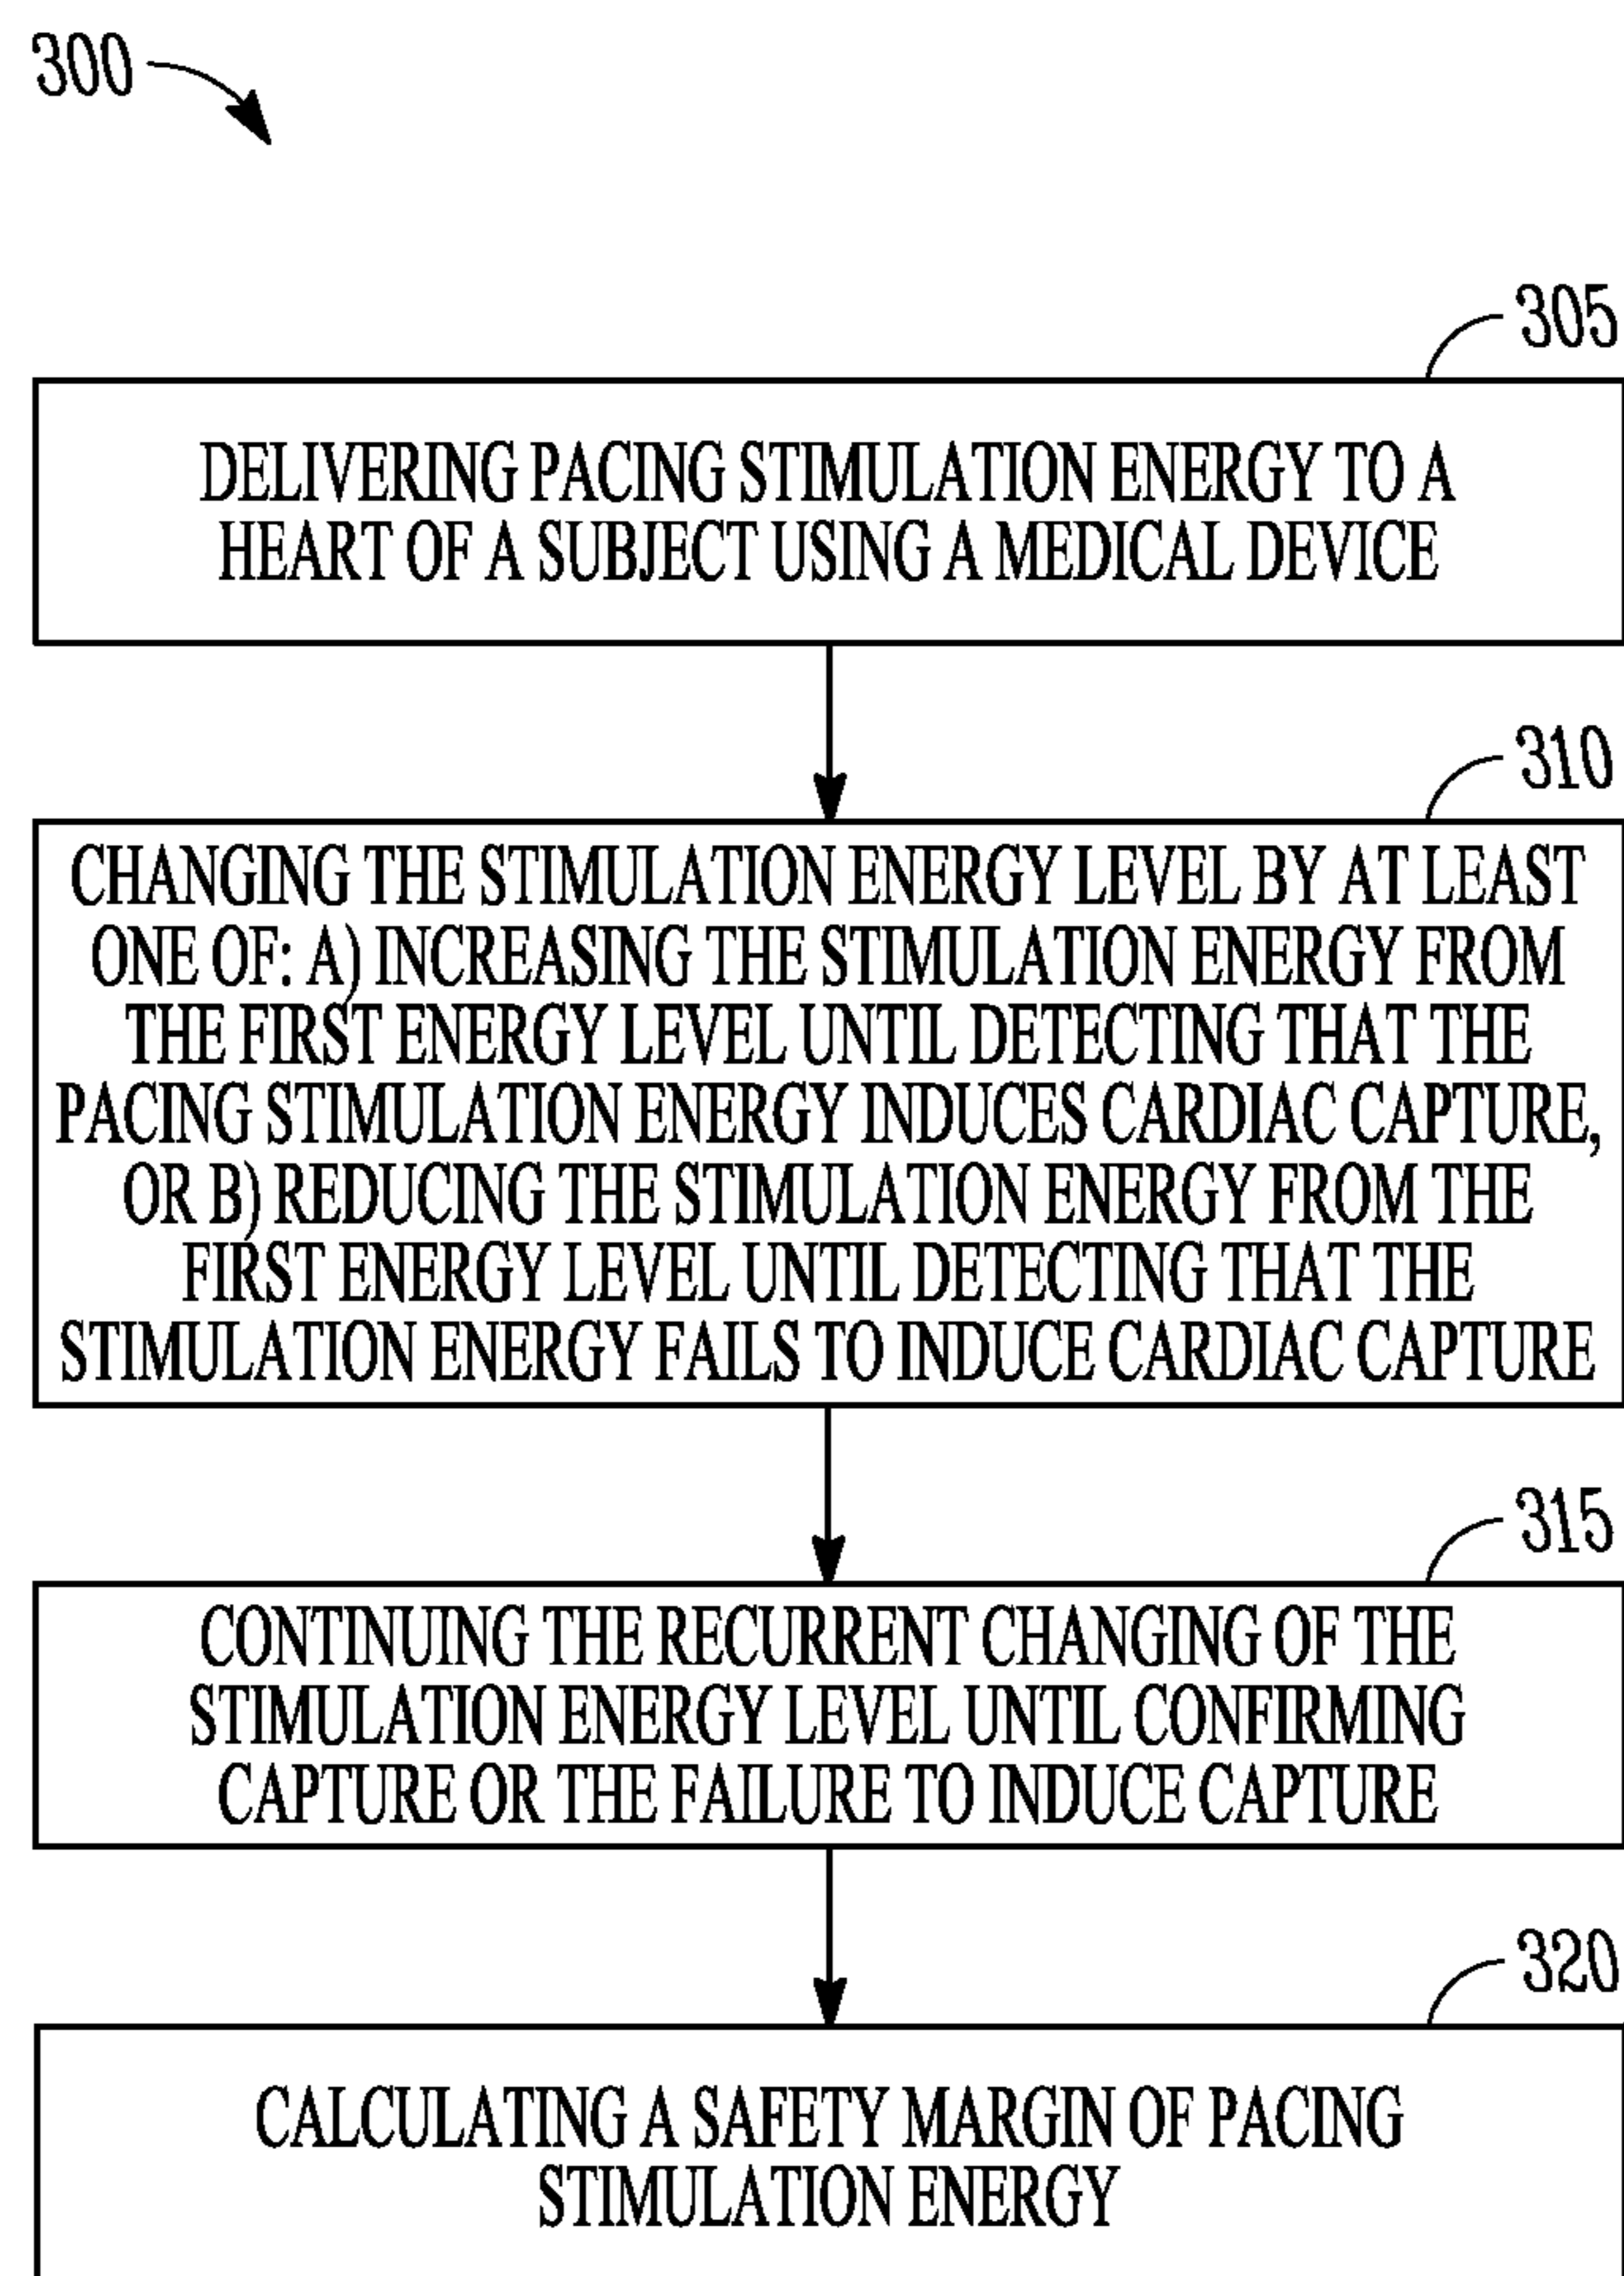 300
305
DELIVERING PACING STIMULATION ENERGY TO A
HEART OF A SUBJECT USING A MEDICAL DEVICE
310
CHANGING THE STIMULATION ENERGY LEVEL BY AT LEAST
ONE OF: A) INCREASING THE STIMULATION ENERGY FROM
THE FIRST ENERGY LEVEL UNTIL DETECTING THAT THE
PACING STIMULATION ENERGY INDUCES CARDIAC CAPTURE,
OR B) REDUCING THE STIMULATION ENERGY FROM THE
FIRST ENERGY LEVEL UNTIL DETECTING THAT THE
STIMULATION ENERGY FAILS TO INDUCE CARDIAC CAPTURE
315
CONTINUING THE RECURRENT CHANGING OF THE
STIMULATION ENERGY LEVEL UNTIL CONFIRMING
CAPTURE OR THE FAILURE TO INDUCE CAPTURE
320
CALCULATING A SAFETY MARGIN OF PACING
STIMULATION ENERGY